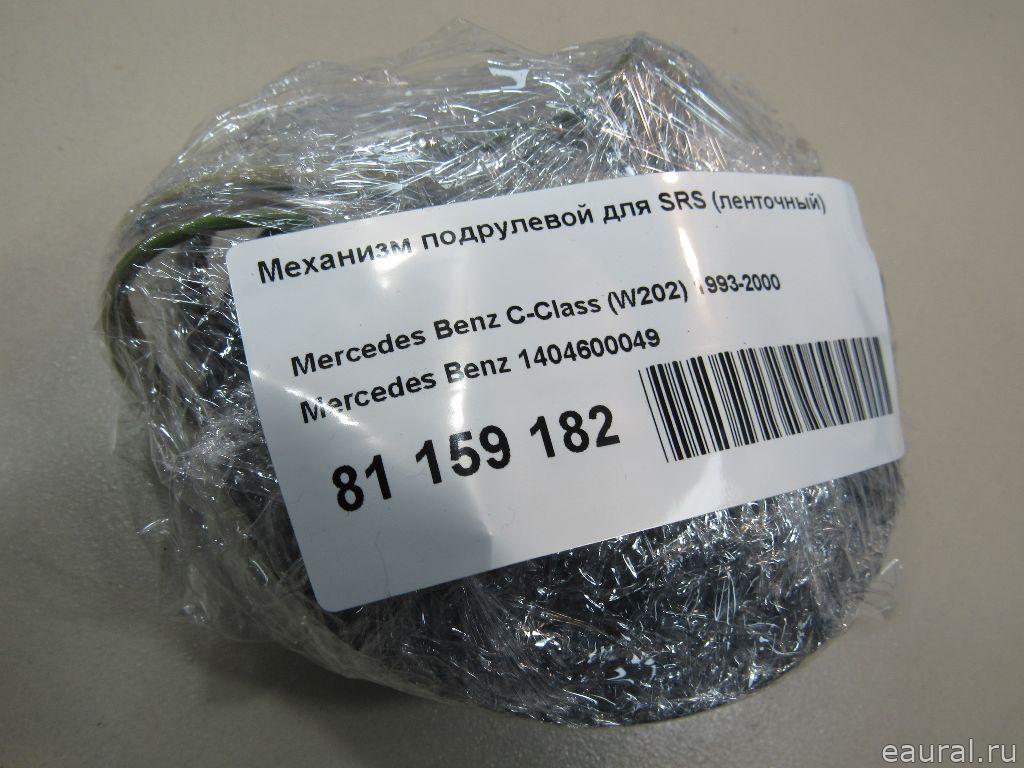 Механизм подрулевой для SRS (ленточный)
Mercedes Benz C-Class (W202) 1993-2000
Mercedes Benz 1404600049
81 159 182
eaural.ru